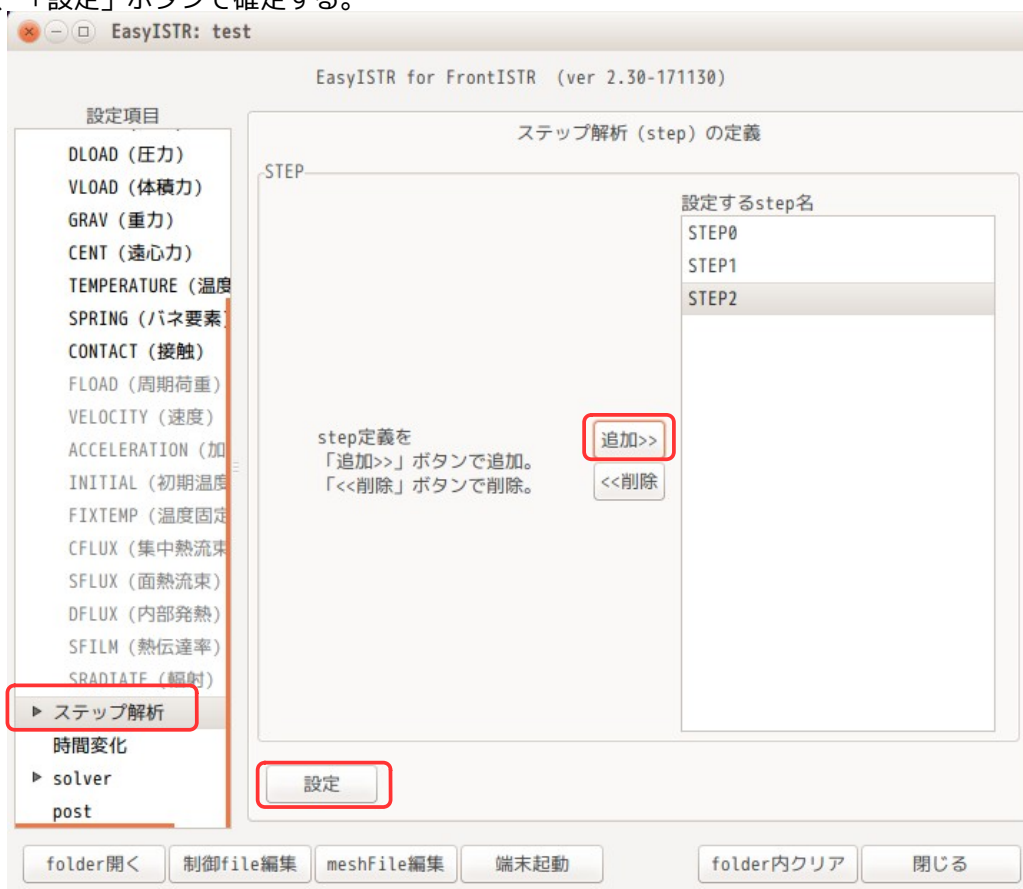 「設定」ボタンで確定する。
EasyISTR: test
EasyISTR for FrontISTR (ver 2.30-171130)
設定項目
DLOAD (圧力)
VLOAD (体積力)
GRAV (重力)
CENT (遠心力)
TEMPERATURE (温度
SPRING (バネ要素)
CONTACT (接触)
FLOAD (周期荷重)
VELOCITY (速度)
ACCELERATION (加
INITIAL (初期温度
FIXTEMP (温度固定
CFLUX (集中熱流束
SFLUX (面熱流束)
DFLUX (内部発熱)
SFILM (熱伝達率)
SRADIATE (輻射)
ステップ解析
時間変化
solver
post
ステップ解析 (step) の定義
STEP
設定するstep名
STEP0
STEP1
STEP2
step定義を
「追加>>」ボタンで追加。
「<<削除」ボタンで削除。
追加>>
<<削除
設定
folder開く
制御file編集
meshFile編集
端末起動
folder内クリア
閉じる